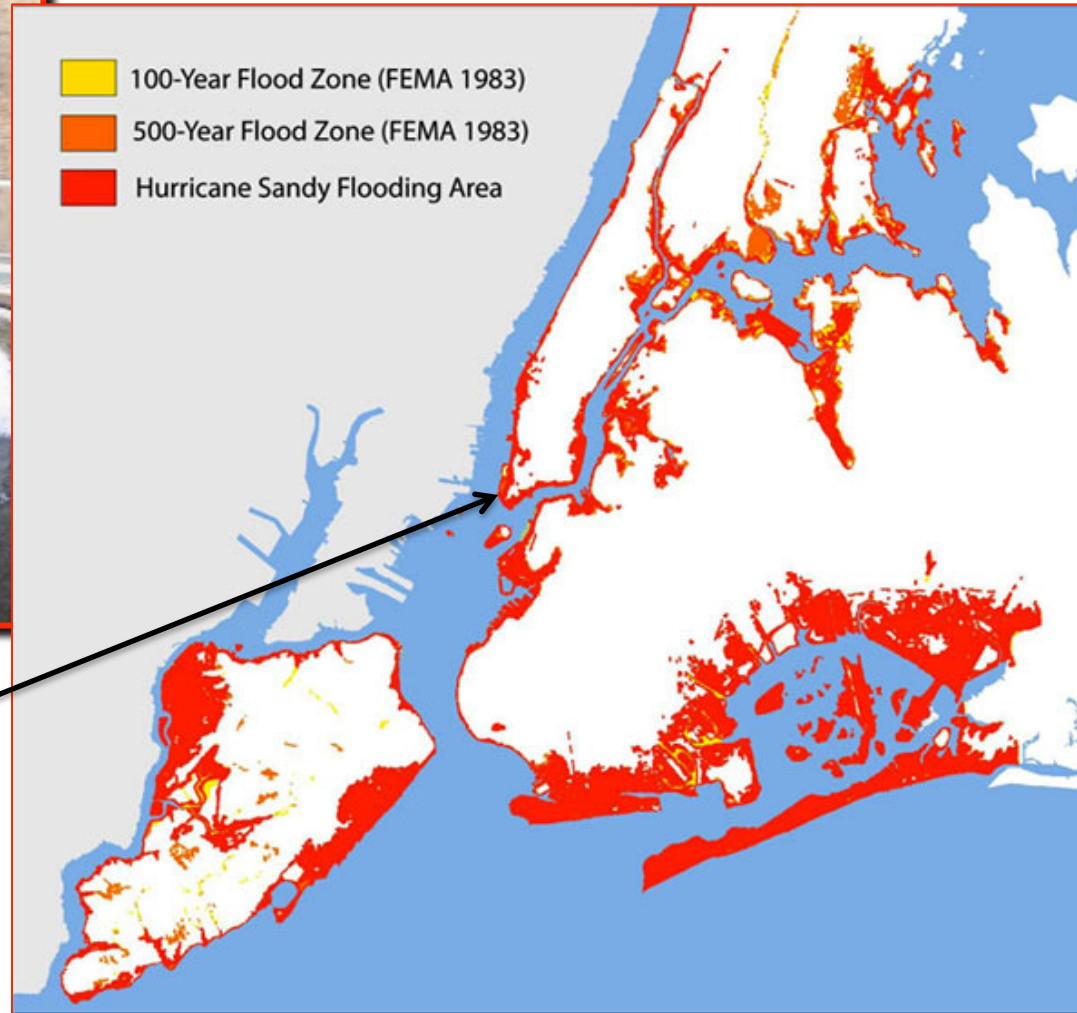 100-Year Flood Zone (FEMA 1983)
500-Year Flood Zone (FEMA 1983)
Hurricane Sandy Flooding Area